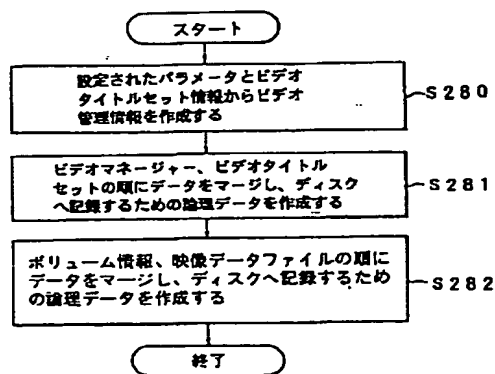 スタート
設定されたパラメータとビデオ
タイトルセット情報からビデオ
管理情報を作成する
S280
ビデオマネージャー、ビデオタイトル
セットの順にデータをマージし、ディスク
へ記録するための論理データを作成する
S281
ボリューム情報、映像データファイルの順に
データをマージし、ディスクへ記録するため
の論理データを作成する
S282
終了